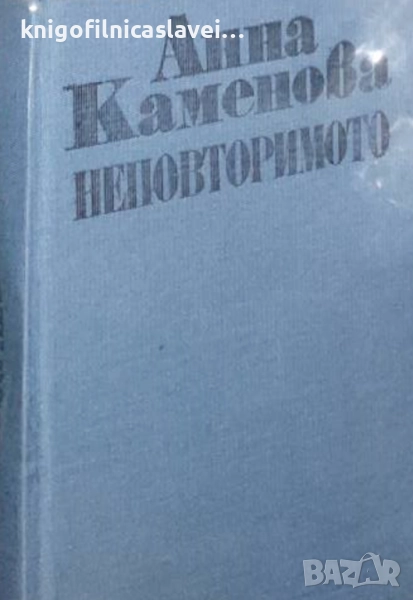 knigofilnicaslavei...
Анна
Каменова
НЕПОВТОРИМОТО
BAZAR